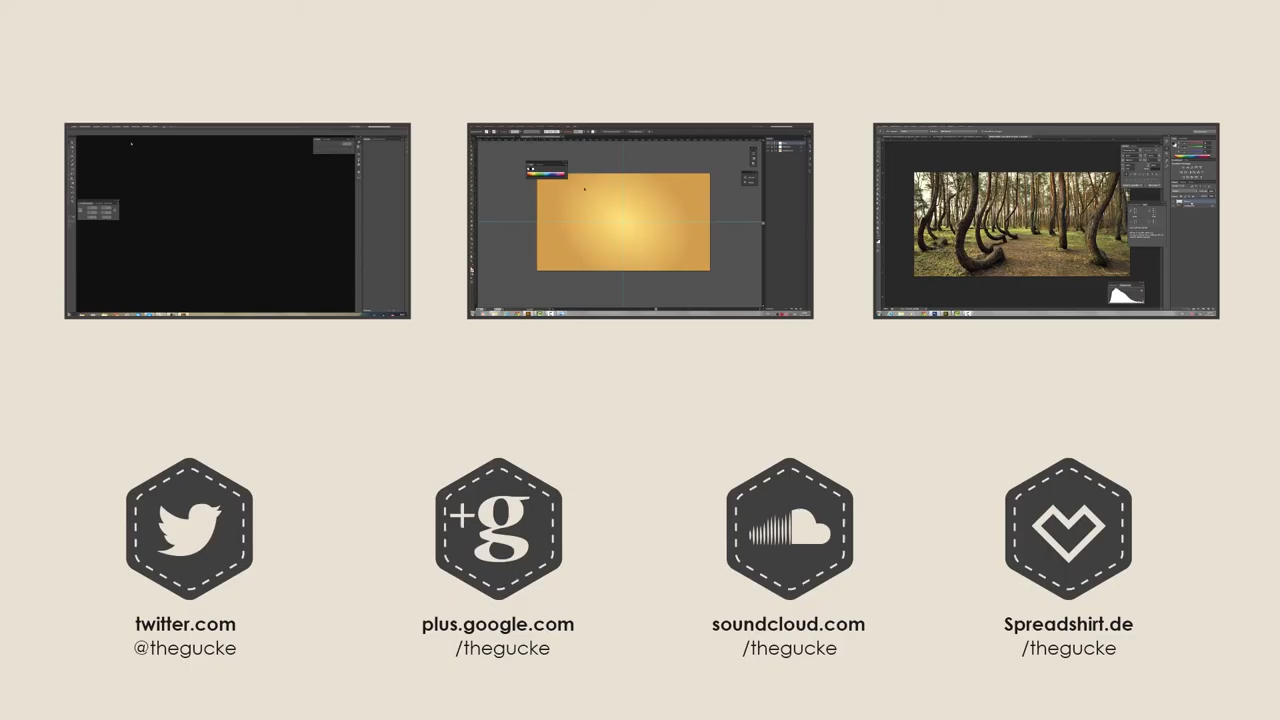 twitter.com
@thegucke
+g
plus.google.com
/thegucke
soundcloud.com
/thegucke
Spreadshirt.de
/thegucke